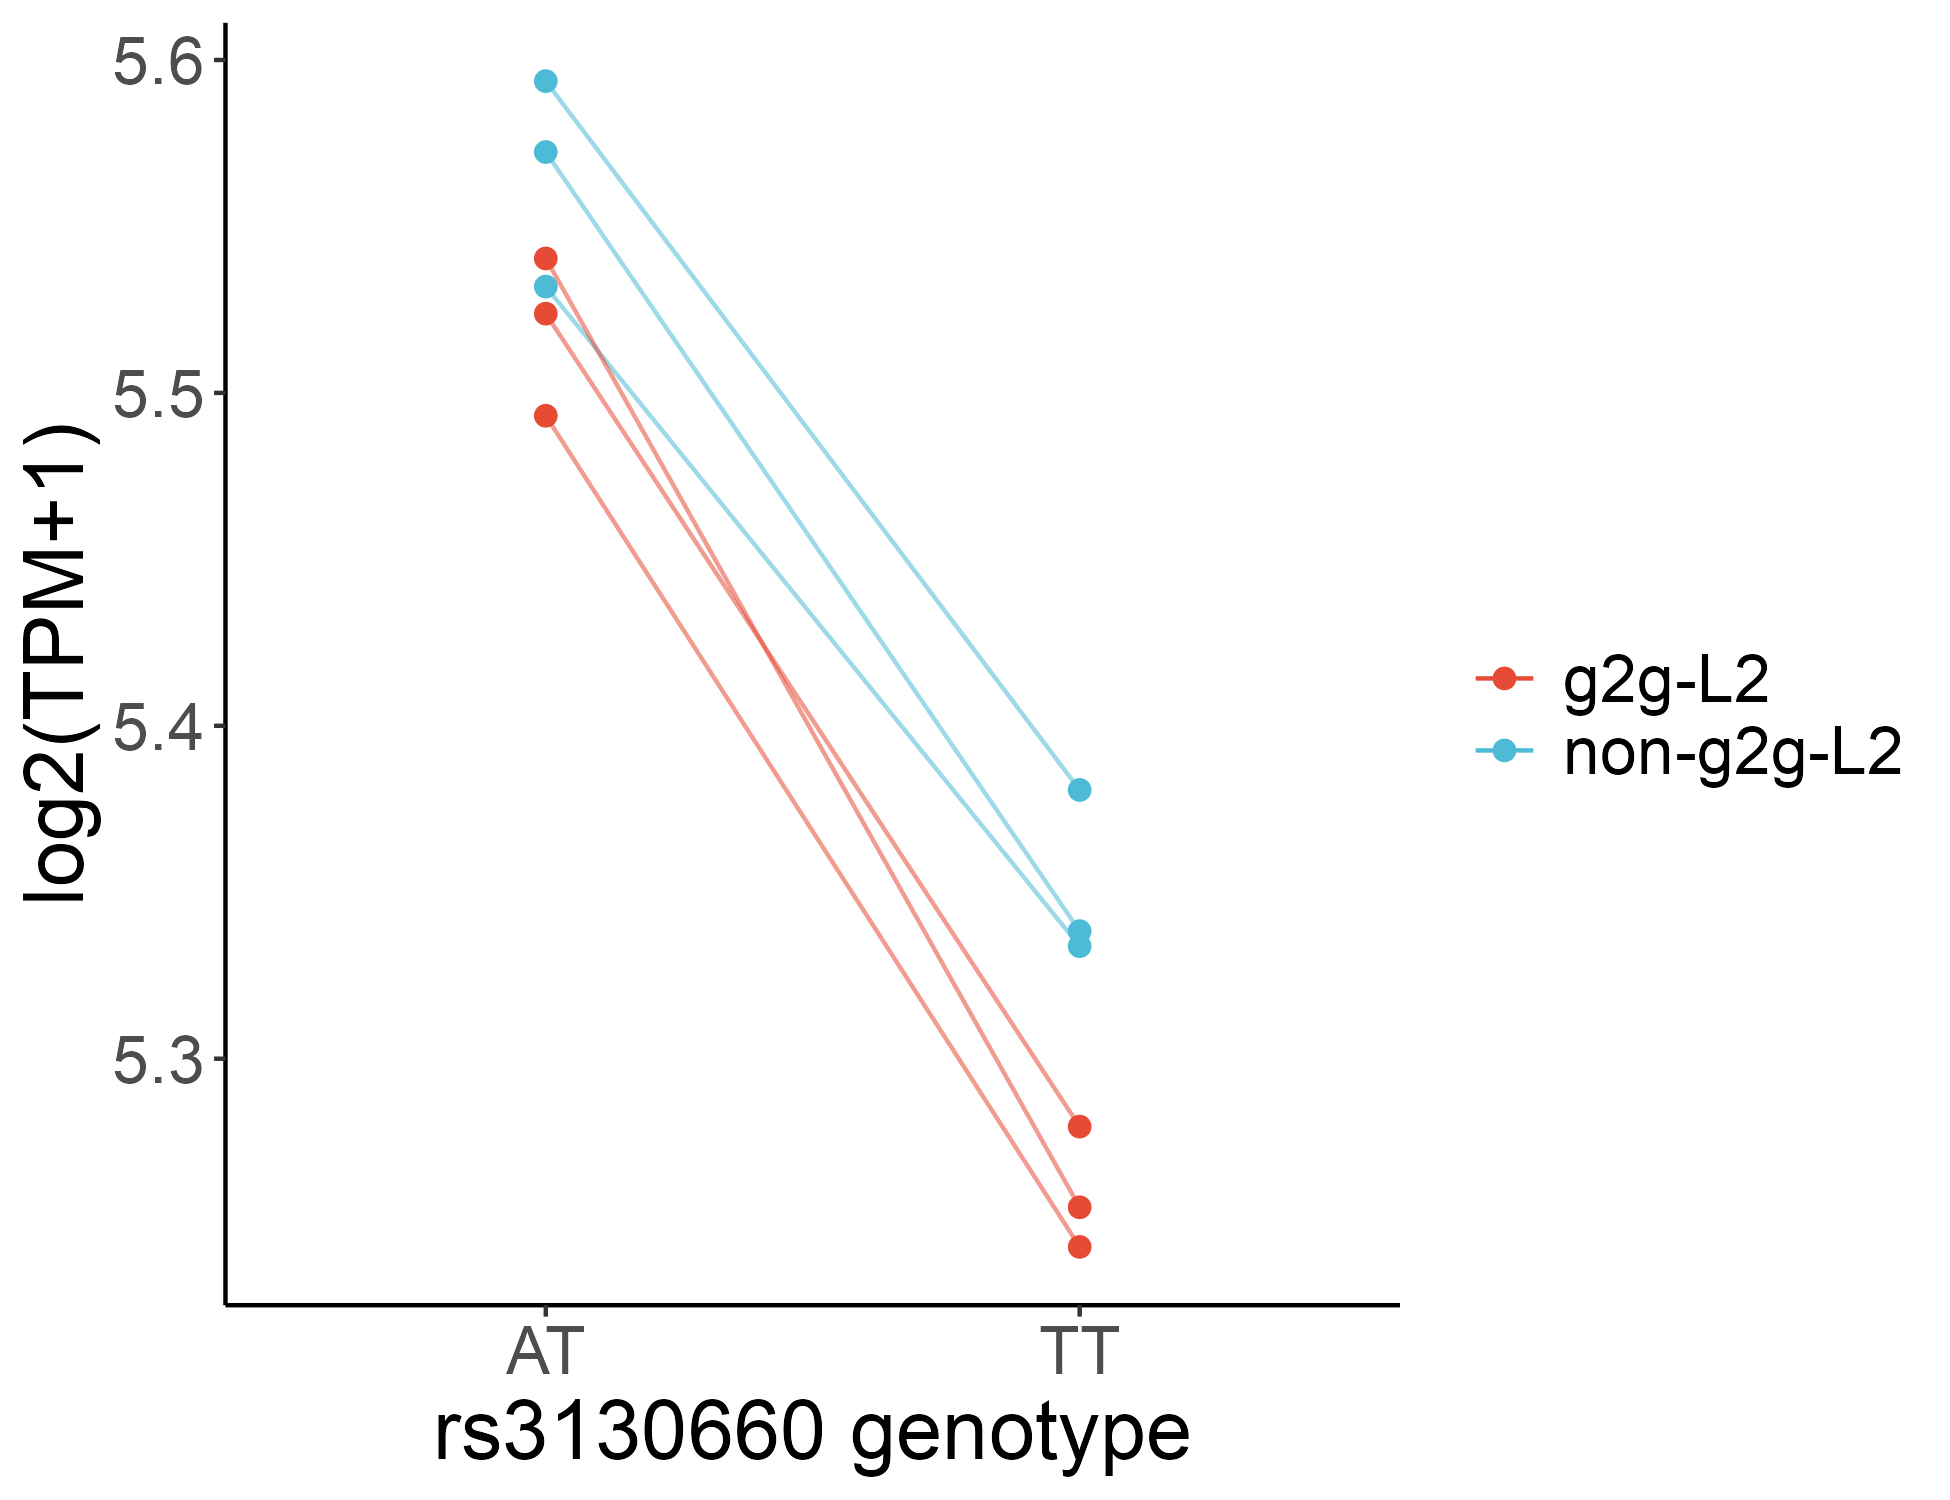 log2(TPM+1)
5.6
5.5
5.4
5.3
AT
TT
rs3130660 genotype
g2g-L2
non-g2g-L2